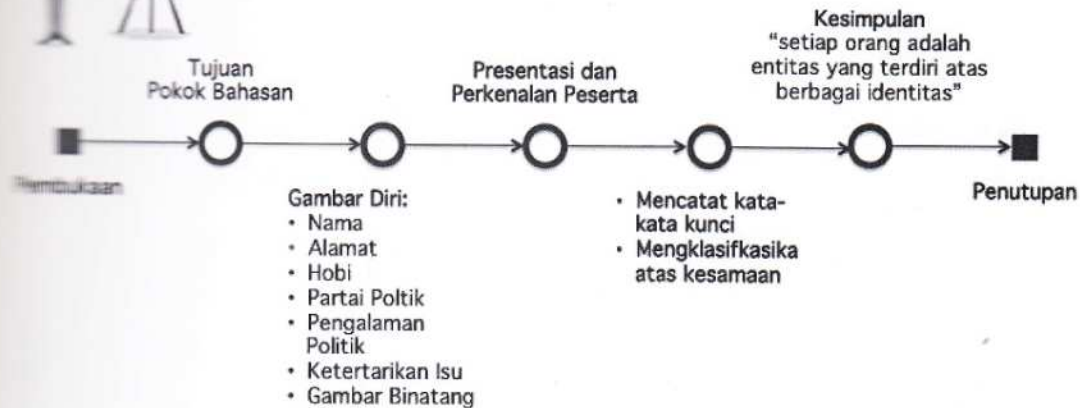 Tujuan
Pokok Bahasan
Presentasi dan
Perkenalan Peserta
Kesimpulan
“setiap orang adalah
entitas yang terdiri atas
berbagai identitas”
Pembukaan
Gambar Diri:
• Nama
• Alamat
• Hobi
• Partai Poltik
• Pengalaman
Politik
• Ketertarikan Isu
• Gambar Binatang
• Mencatat kata-
kata kunci
• Mengklasifkasika
atas kesamaan
Penutupan